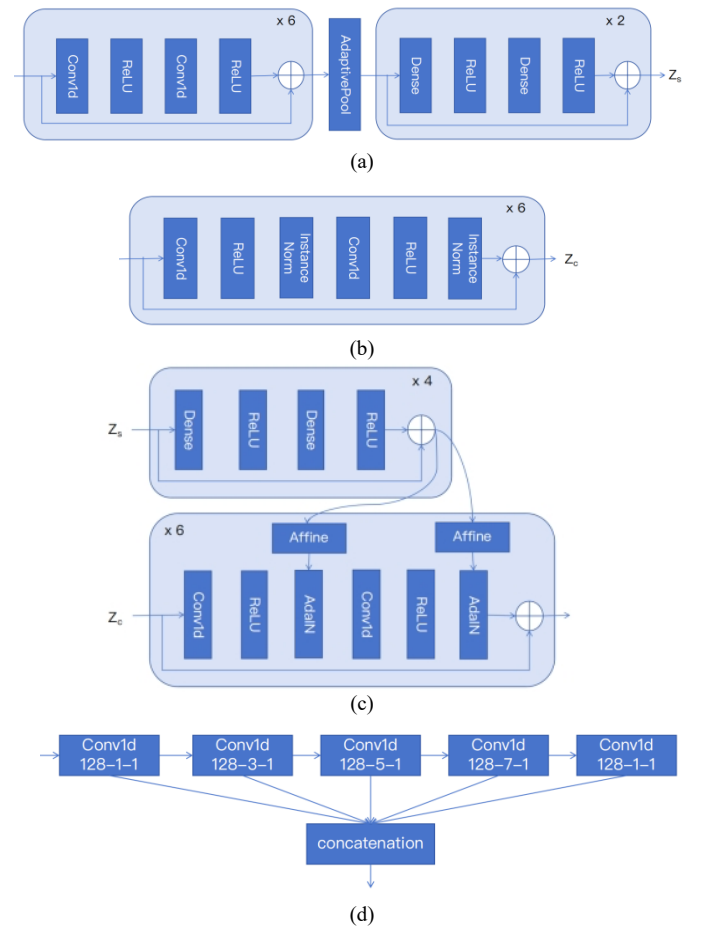 x 6
Conv1d
ReLU
Conv1d
ReLU
AdaptivePool
x 2
Dense
ReLU
Dense
ReLU
Zs
(a)
x 6
Conv1d
ReLU
Instance
Norm
Conv1d
ReLU
Instance
Norm
Zc
(b)
x 4
Zs
Dense
ReLU
Dense
ReLU
x 6
Affine
Affine
Zc
Conv1d
ReLU
AdaIN
Conv1d
ReLU
AdaIN
(c)
Conv1d
128-1-1
Conv1d
128-3-1
Conv1d
128-5-1
Conv1d
128-7-1
Conv1d
128-1-1
concatenation
(d)